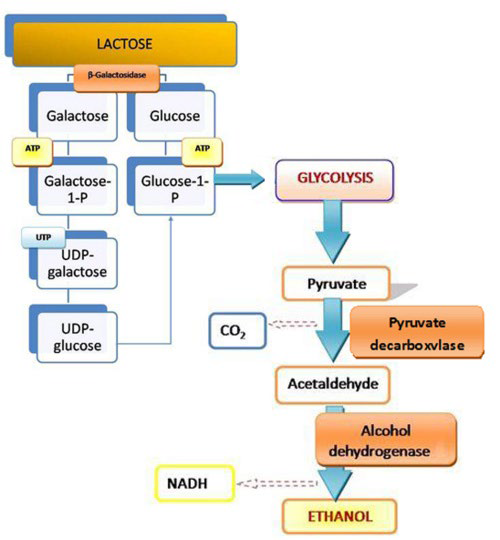 LACTOSE
β-Galactosidase
Galactose
Glucose
ATP
ATP
Galactose-
1-P
Glucose-1-
P
GLYCOLYSIS
UTP
UDP-
galactose
Pyruvate
UDP-
glucose
CO₂
Pyruvate
decarboxvlase
Acetaldehyde
Alcohol
dehydrogenase
NADH
ETHANOL